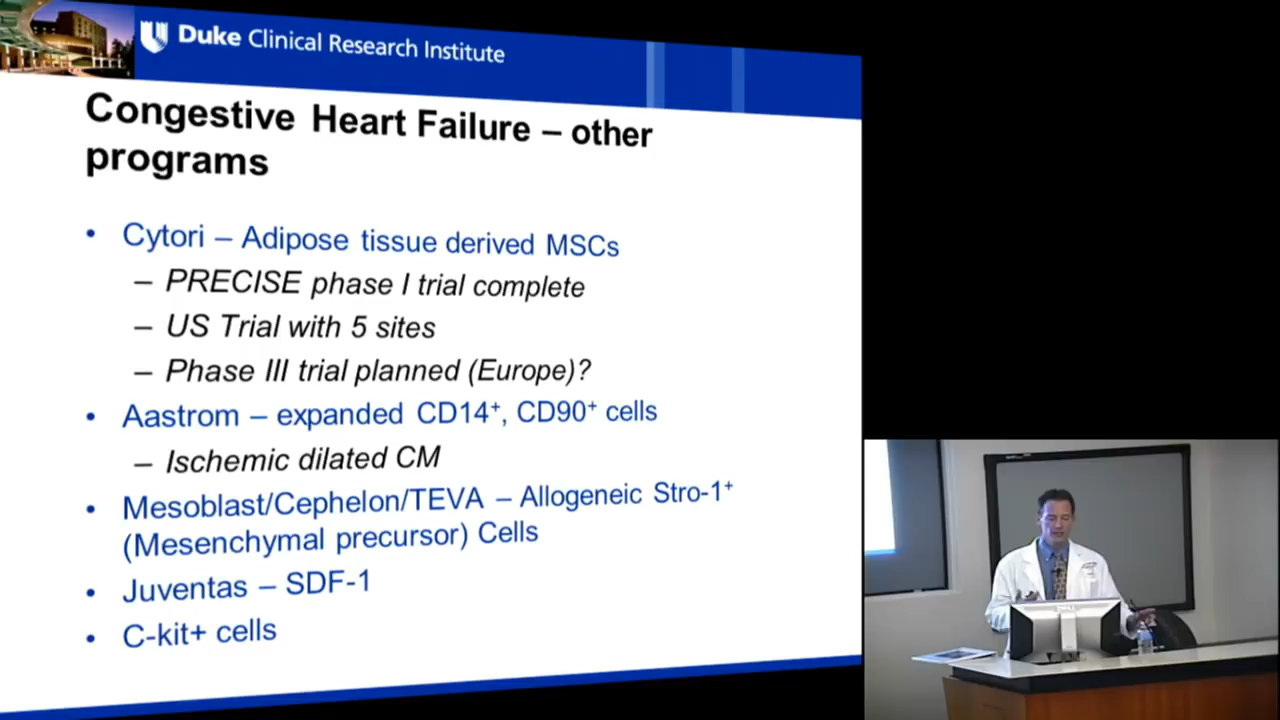 Duke Clinical Research Institute
Congestive Heart Failure – other
programs
• Cytori – Adipose tissue derived MSCs
– PRECISE phase I trial complete
– US Trial with 5 sites
– Phase III trial planned (Europe)?
• Aastrom – expanded CD14⁺, CD90⁺ cells
– Ischemic dilated CM
• Mesoblast/Cephelon/TEVA – Allogeneic Stro-1⁺
(Mesenchymal precursor) Cells
• Juventas – SDF-1
• C-kit+ cells
DELL